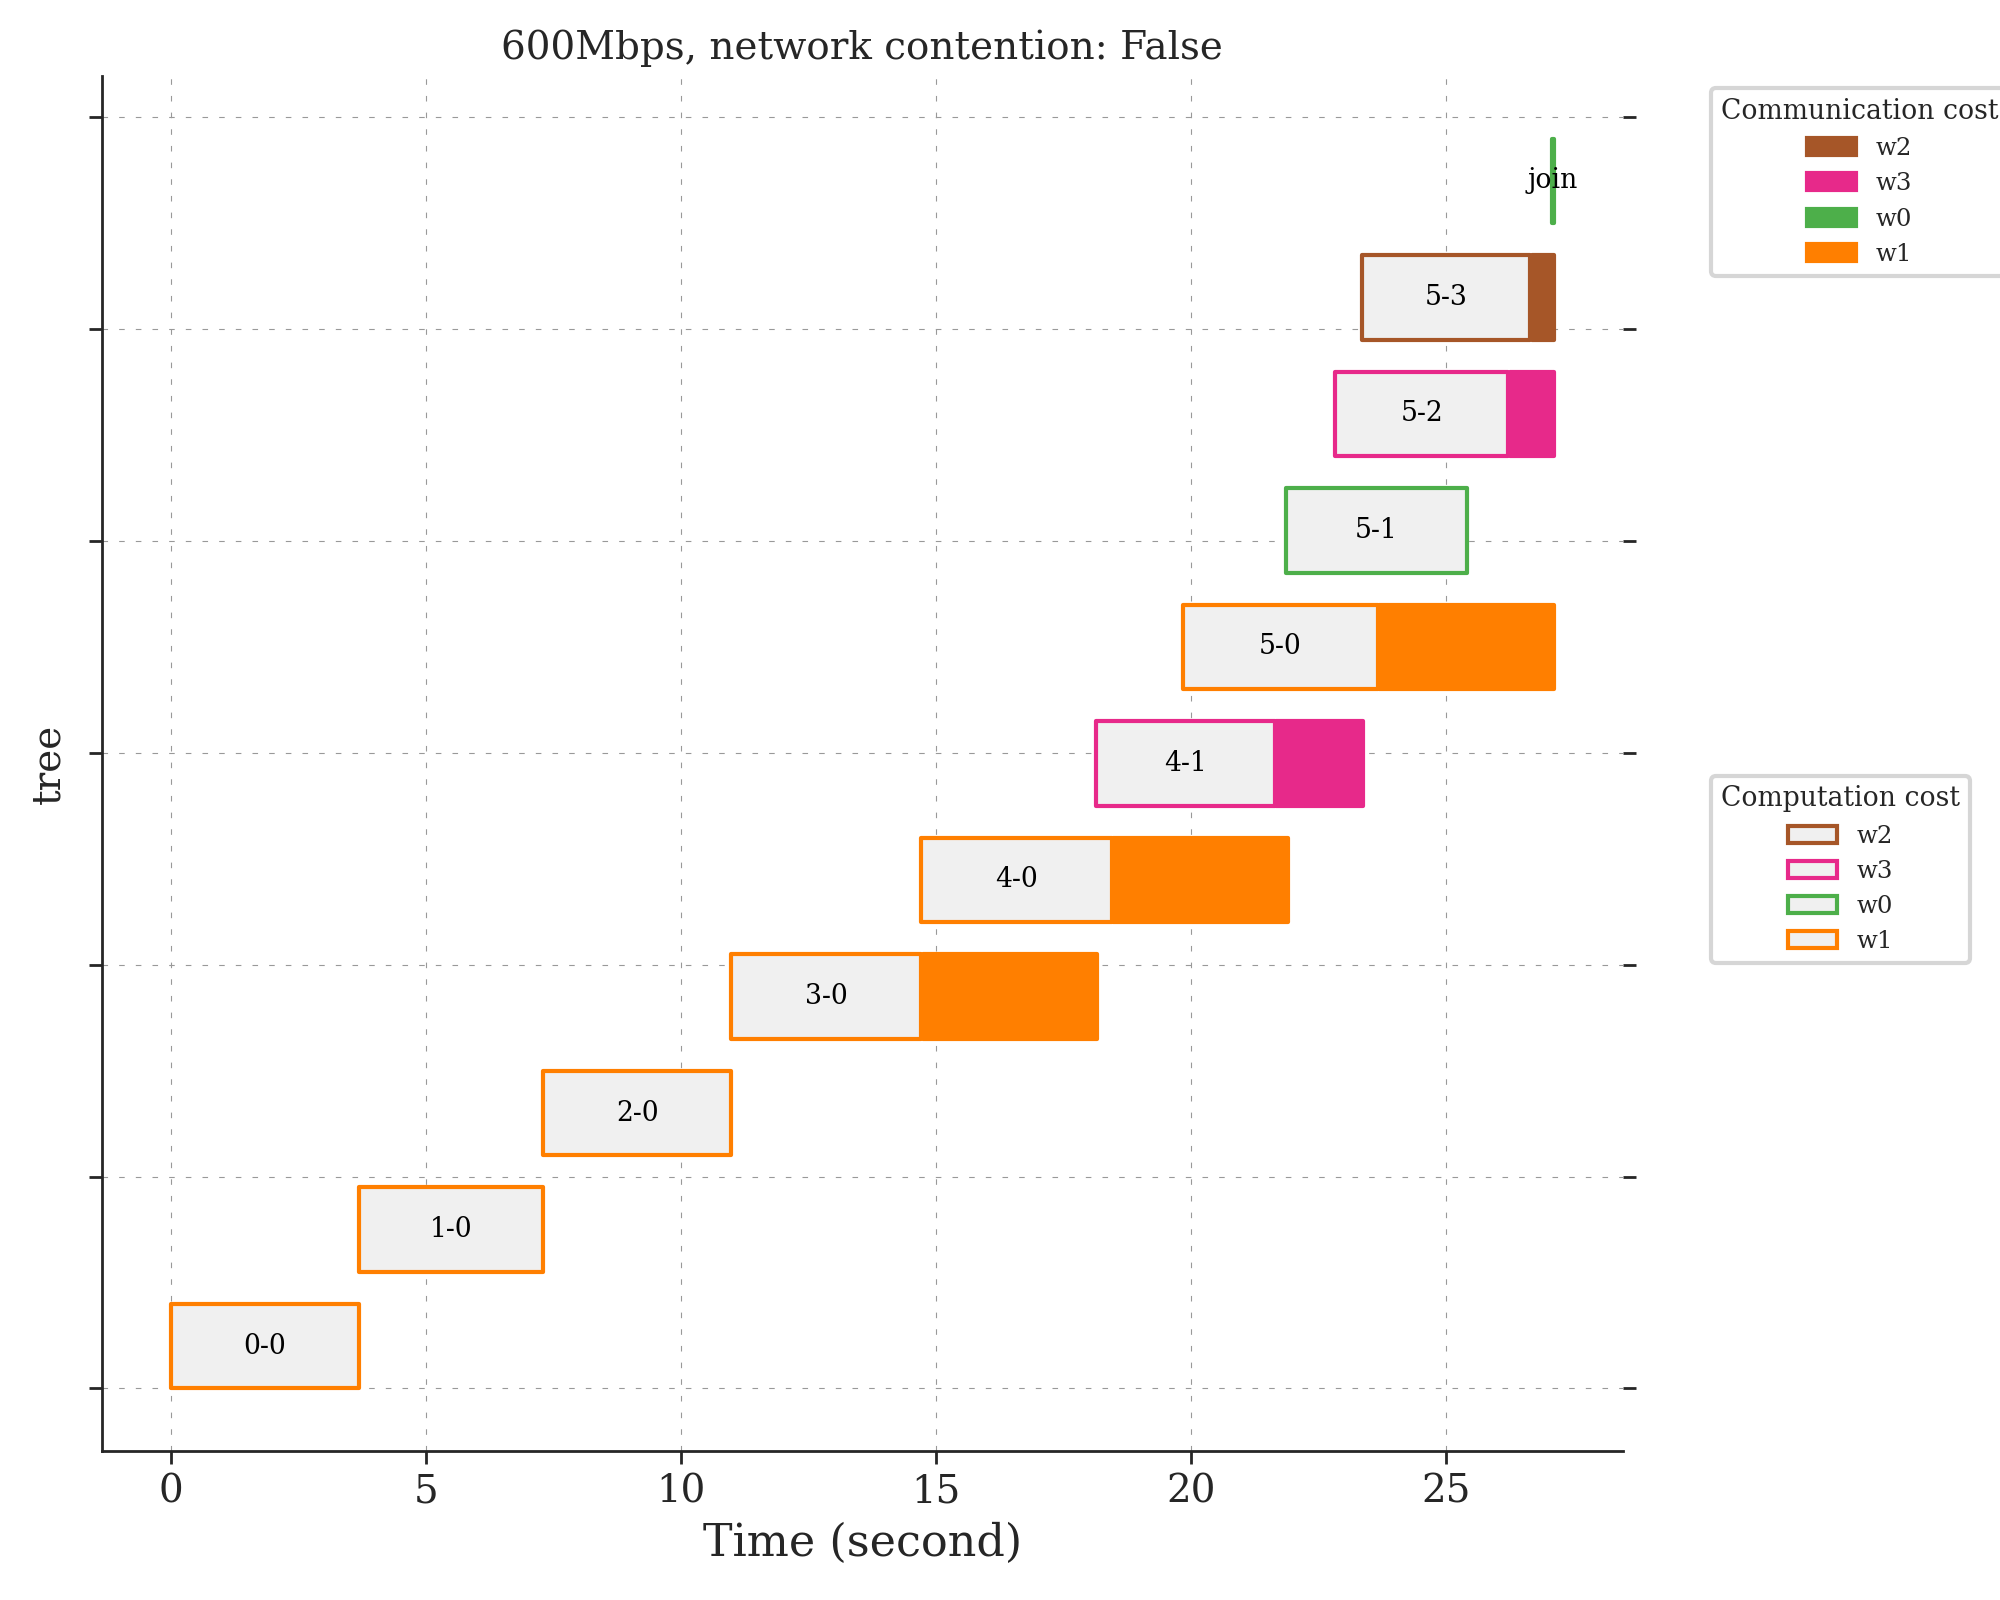 600Mbps, network contention: False
Communication cost
w2
w3
w0
w1
join
5-3
5-2
5-1
5-0
4-1
4-0
3-0
2-0
1-0
0-0
tree
Computation cost
w2
w3
w0
w1
0 5 10 15 20 25
Time (second)